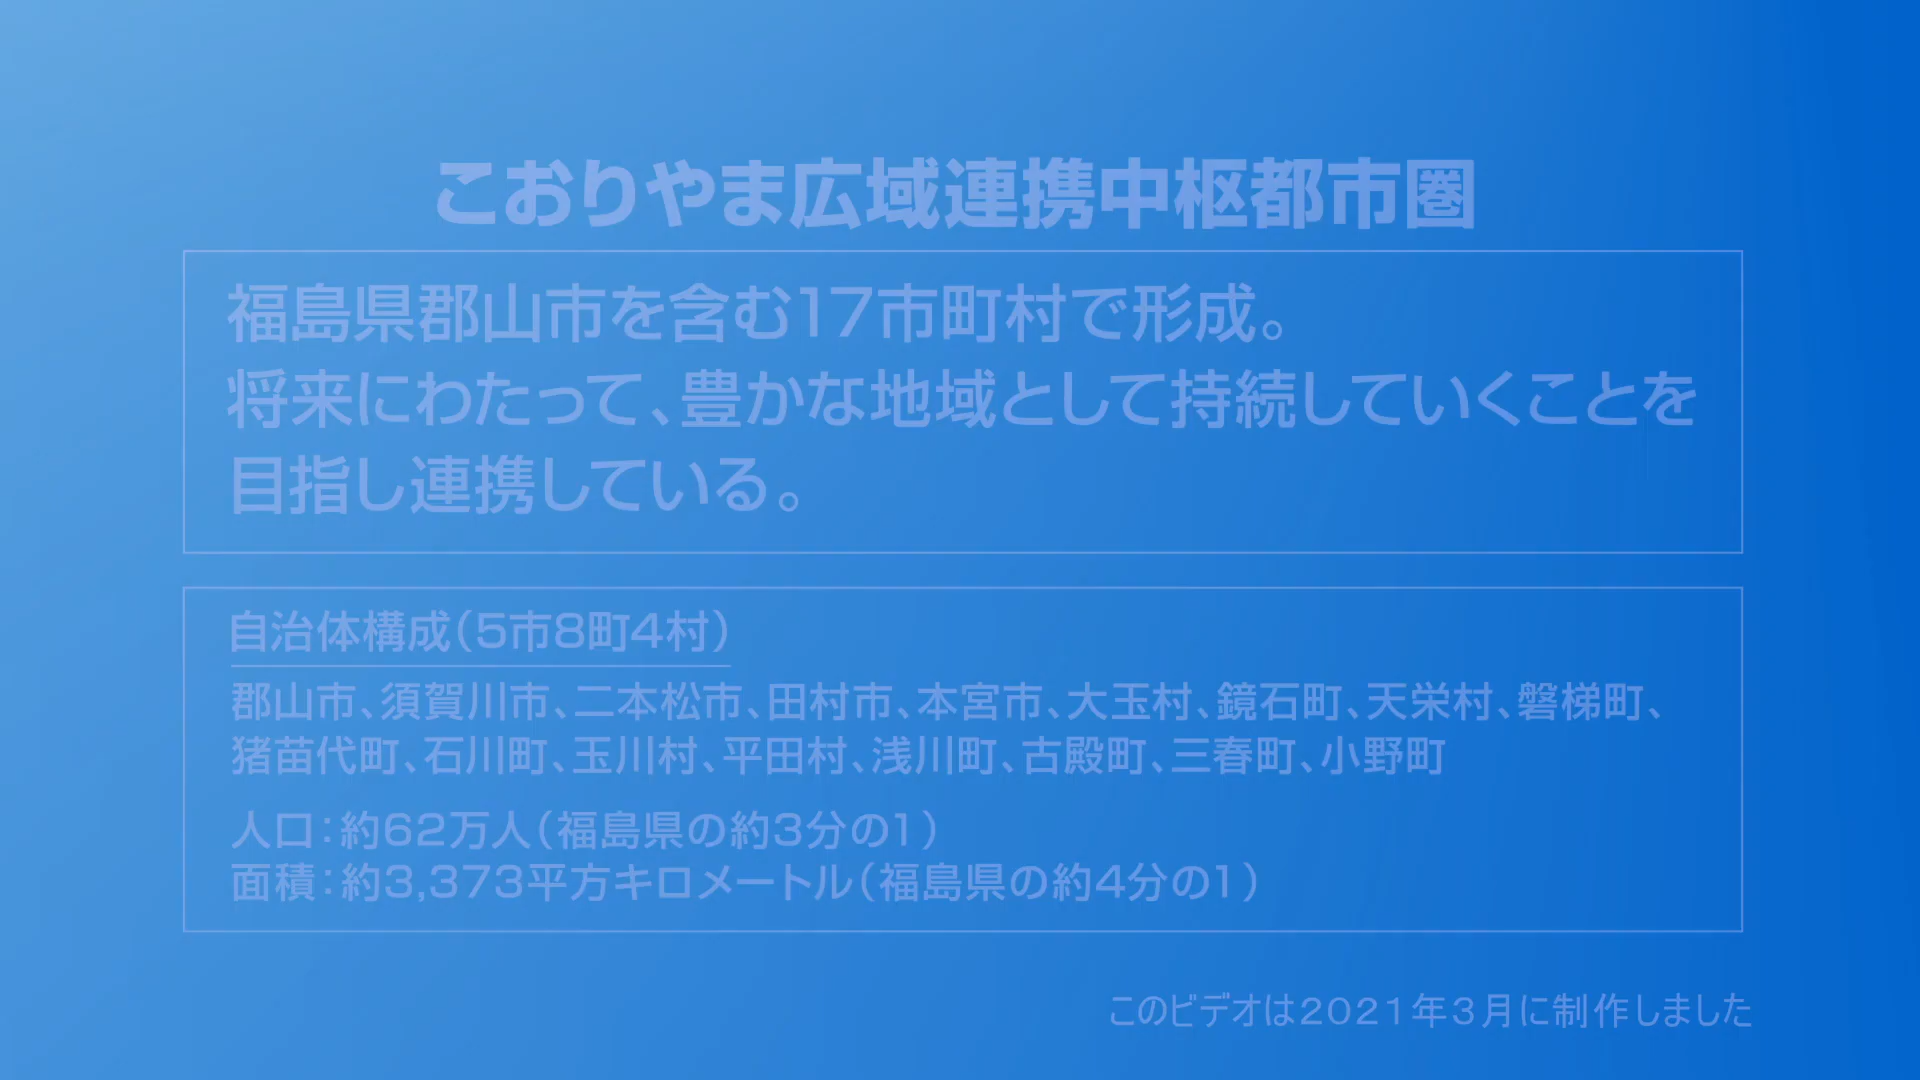 こおりやま広域連携中枢都市圏
福島県郡山市を含む17市町村で形成。
将来にわたって、豊かな地域として持続していくことを
目指し連携している。
自治体構成(5市8町4村)
郡山市、須賀川市、二本松市、田村市、本宮市、大玉村、鏡石町、天栄村、磐梯町、
猪苗代町、石川町、玉川村、平田村、浅川町、古殿町、三春町、小野町
人口：約62万人(福島県の約3分の1)
面積：約3,373平方キロメートル(福島県の約4分の1)
このビデオは2021年3月に制作しました